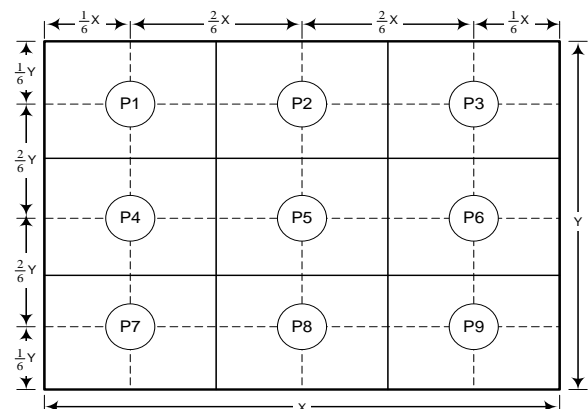 1/6 X 2/6 X 2/6 X 1/6 X
1/6 Y
P1 P2 P3
2/6 Y
P4 P5 P6
Y
2/6 Y
P7 P8 P9
1/6 Y
X